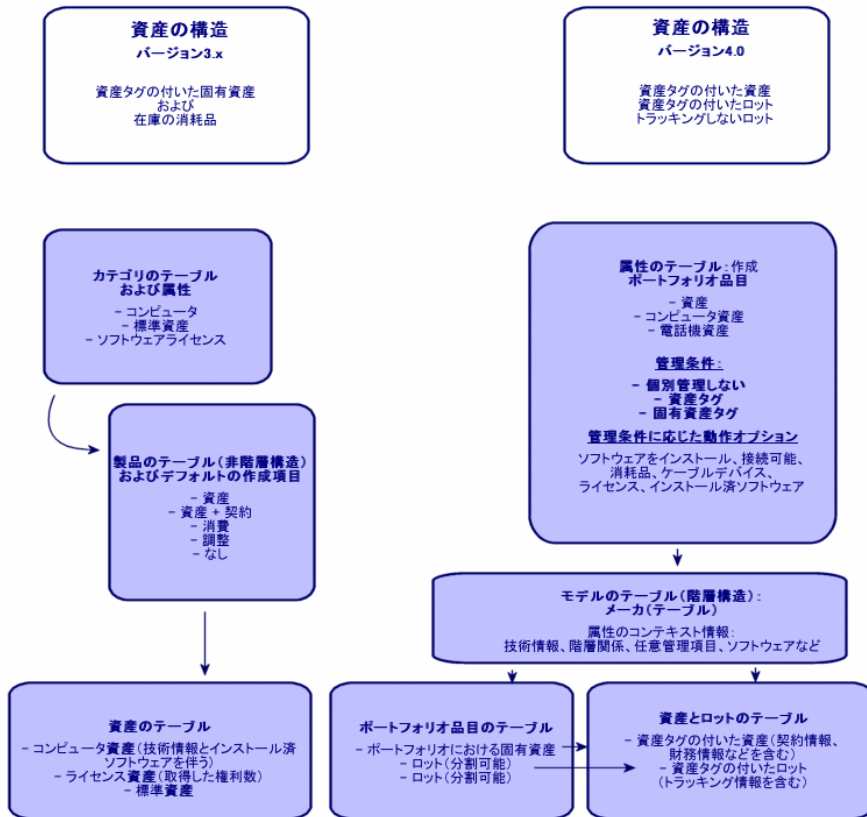 資産の構造
バージョン3.x
資産タグの付いた固有資産
および
在庫の消耗品
資産の構造
バージョン4.0
資産タグの付いた資産
資産タグの付いたロット
トラッキングしないロット
カテゴリのテーブル
および属性
- コンピュータ
- 標準資産
- ソフトウェアライセンス
製品のテーブル(非階層構造)
およびデフォルトの作成項目
- 資産
- 資産 + 契約
- 消費
- 調整
- なし
資産のテーブル
- コンピュータ資産(技術情報とインストール済
ソフトウェアを伴う)
- ライセンス資産(取得した権利数)
- 標準資産
属性のテーブル: 作成
ポートフォリオ品目
- 資産
- コンピュータ資産
- 電話機資産
管理条件:
- 個別管理しない
- 資産タグ
- 固有資産タグ
管理条件に応じた動作オプション
ソフトウェアをインストール、接続可能、
消耗品、ケーブルデバイス、
ライセンス、インストール済ソフトウェア
モデルのテーブル(階層構造):
メーカ(テーブル)
属性のコンテキスト情報:
技術情報、階層関係、任意管理項目、ソフトウェアなど
ポートフォリオ品目のテーブル
- ポートフォリオにおける固有資産
- ロット(分割可能)
- ロット(分割可能)
資産とロットのテーブル
- 資産タグの付いた資産(契約情報、
財務情報などを含む)
- 資産タグの付いたロット
(トラッキング情報を含む)